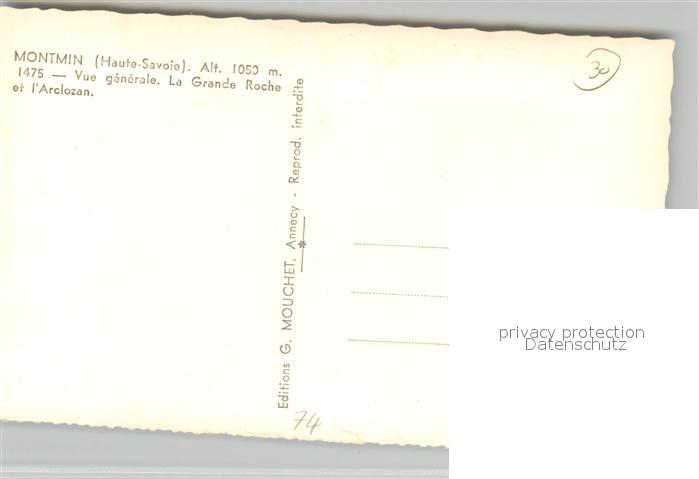 MONTMIN (Haute-Savoie). Alt. 1050 m.
1475 — Vue générale. La Grande Roche
et l'Arclozan.
30
Editions G. MOUCHET, Annecy - Reprod. interdite
*
privacy protection
Datenschutz
74